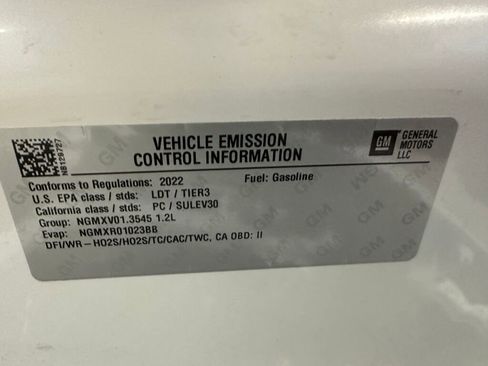 VEHICLE EMISSION
CONTROL INFORMATION
GM
GENERAL
MOTORS
LLC
Conforms to Regulations: 2022
Fuel: Gasoline
U.S. EPA class / stds: LDT / TIER3
California class / stds: PC / SULEV30
Group: NGMXV01.3545 1.2L
Evap: NGMXR01023BB
DFI/WR-HO2S/HO2S/TC/CAC/TWC, CA OBD: II